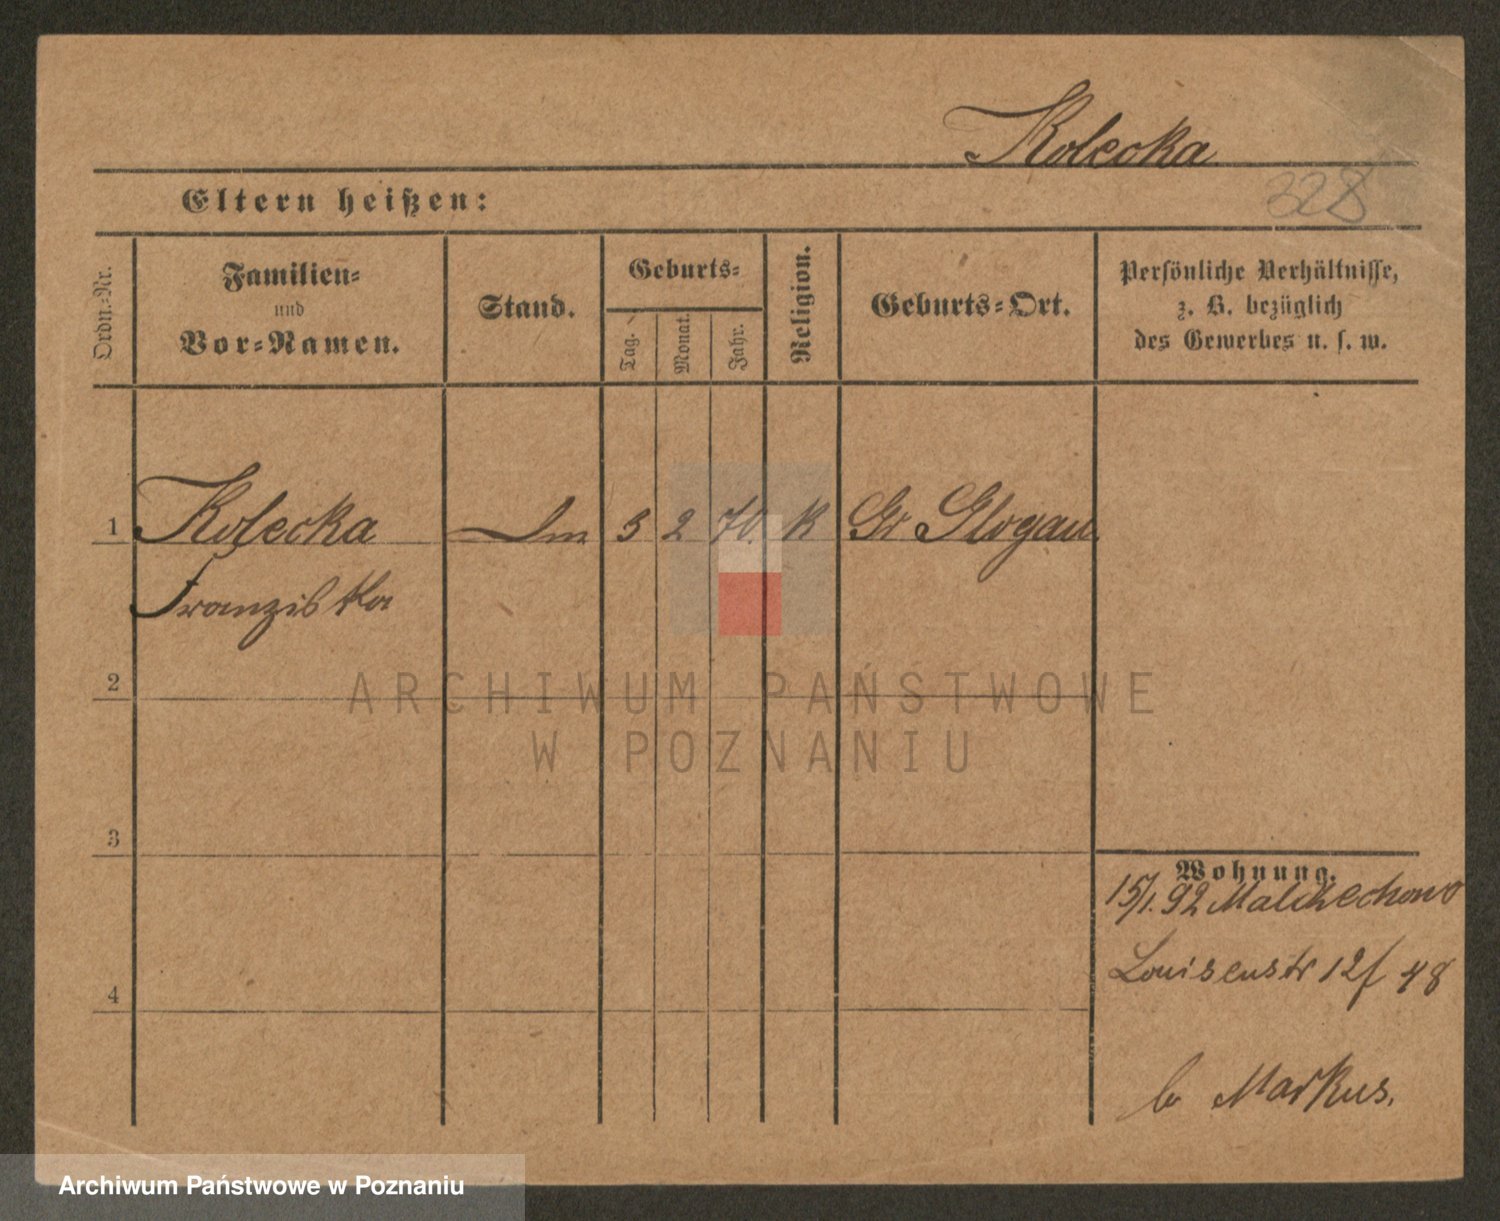 Kolecka
Eltern heißen:
328
Ordn.-Nr.
Familien-
und
Vor-Namen.
Stand.
Geburts-
Tag.
Monat.
Jahr.
Religion.
Geburts-Ort.
Persönliche Verhältnisse,
z. B. bezüglich
des Gewerbes u. s. w.
1 Kolecka 5 2 70. K Gr Glogau
Franziska
2
ARCHIWUM PAŃSTWOWE
W POZNANIU
3
Wohnung.
15/1. 92 Malchechowo
Louisenstr 12 f 48
b Markus.
4
Archiwum Państwowe w Poznaniu